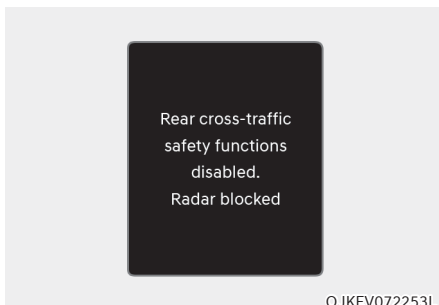 Rear cross-traffic
safety functions
disabled.
Radar blocked
OJKEV072253L